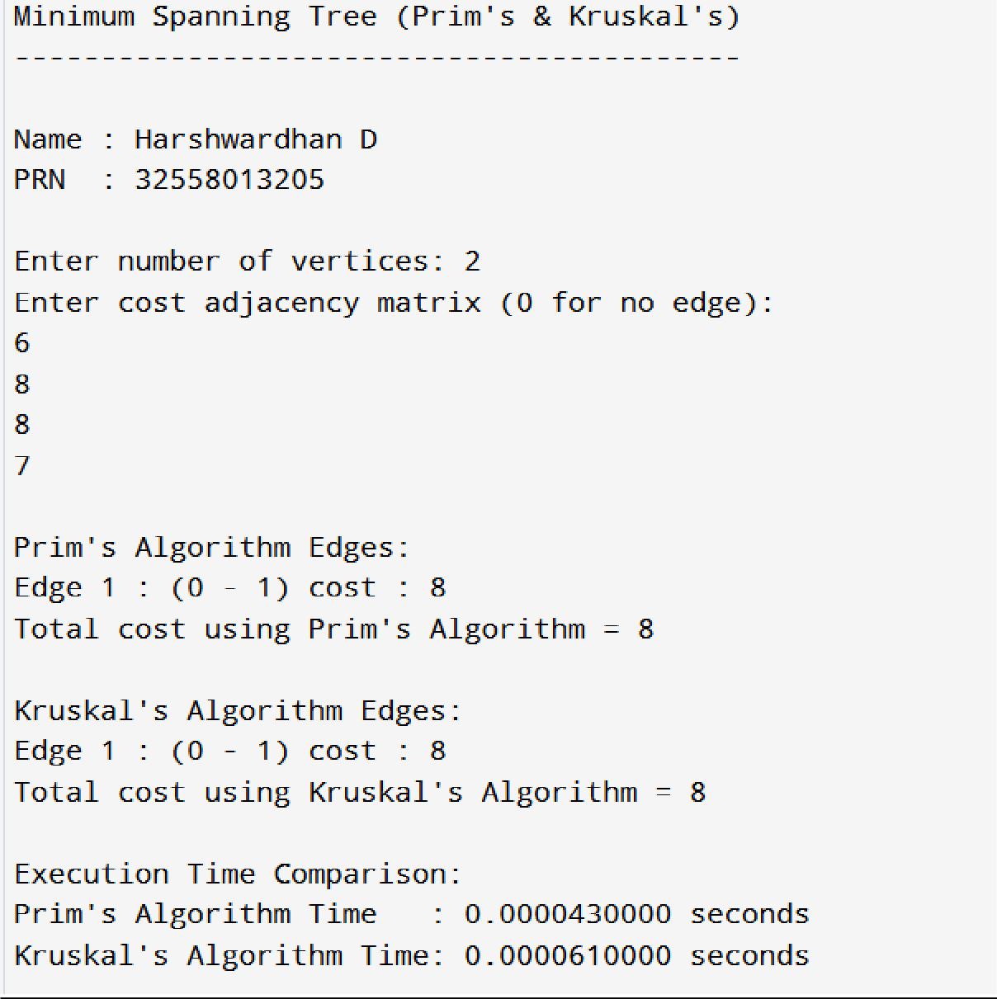 Minimum Spanning Tree (Prim's & Kruskal's)
------------------------------------------
Name : Harshwardhan D
PRN  : 32558013205
Enter number of vertices: 2
Enter cost adjacency matrix (0 for no edge):
6
8
8
7
Prim's Algorithm Edges:
Edge 1 : (0 - 1) cost : 8
Total cost using Prim's Algorithm = 8
Kruskal's Algorithm Edges:
Edge 1 : (0 - 1) cost : 8
Total cost using Kruskal's Algorithm = 8
Execution Time Comparison:
Prim's Algorithm Time   : 0.0000430000 seconds
Kruskal's Algorithm Time: 0.0000610000 seconds